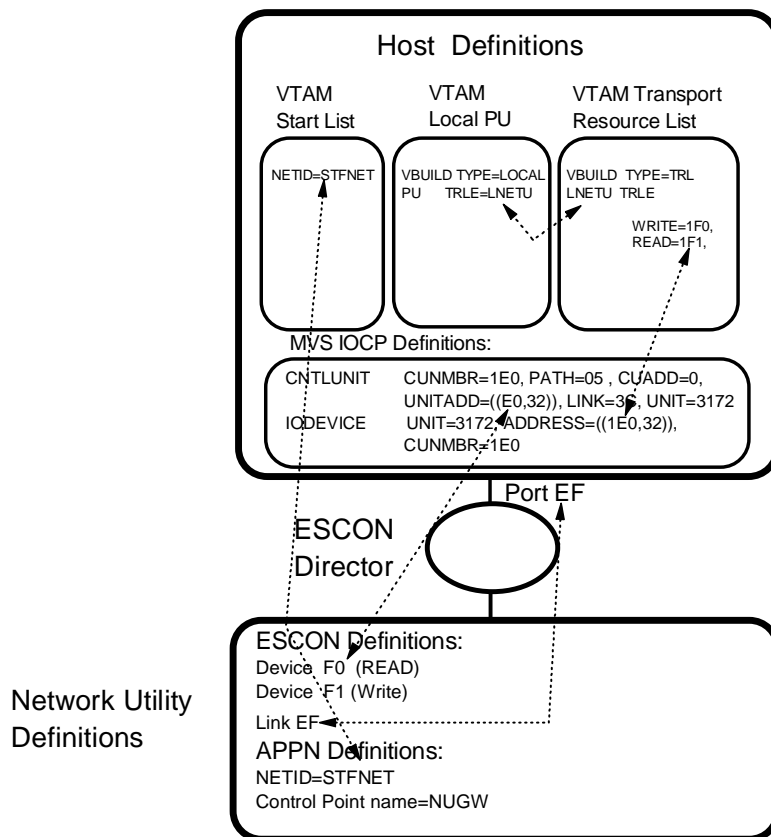 Host Definitions
VTAM
Start List
VTAM
Local PU
VTAM Transport
Resource List
NETID=STFNET
VBUILD TYPE=LOCAL
PU TRLE=LNETU
VBUILD TYPE=TRL
LNETU TRLE
WRITE=1F0,
READ=1F1,
MVS IOCP Definitions:
CNTLUNIT CUNMBR=1E0, PATH=05 , CUADD=0,
UNITADD=((E0,32)), LINK=3C, UNIT=3172
IODEVICE UNIT=3172, ADDRESS=((1E0,32)),
CUNMBR=1E0
Port EF
ESCON
Director
ESCON Definitions:
Device F0 (READ)
Device F1 (Write)
Link EF
APPN Definitions:
NETID=STFNET
Control Point name=NUGW
Network Utility
Definitions